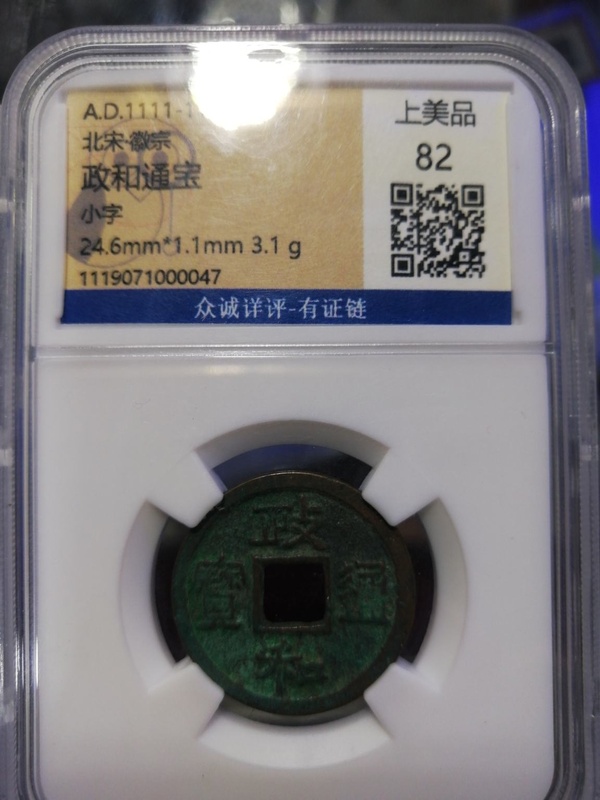 A.D.1111-1
上美品
北宋·徽宗
82
政和通宝
小字
24.6mm*1.1mm 3.1 g
1119071000047
众诚详评-有证链
政
寳 通
和